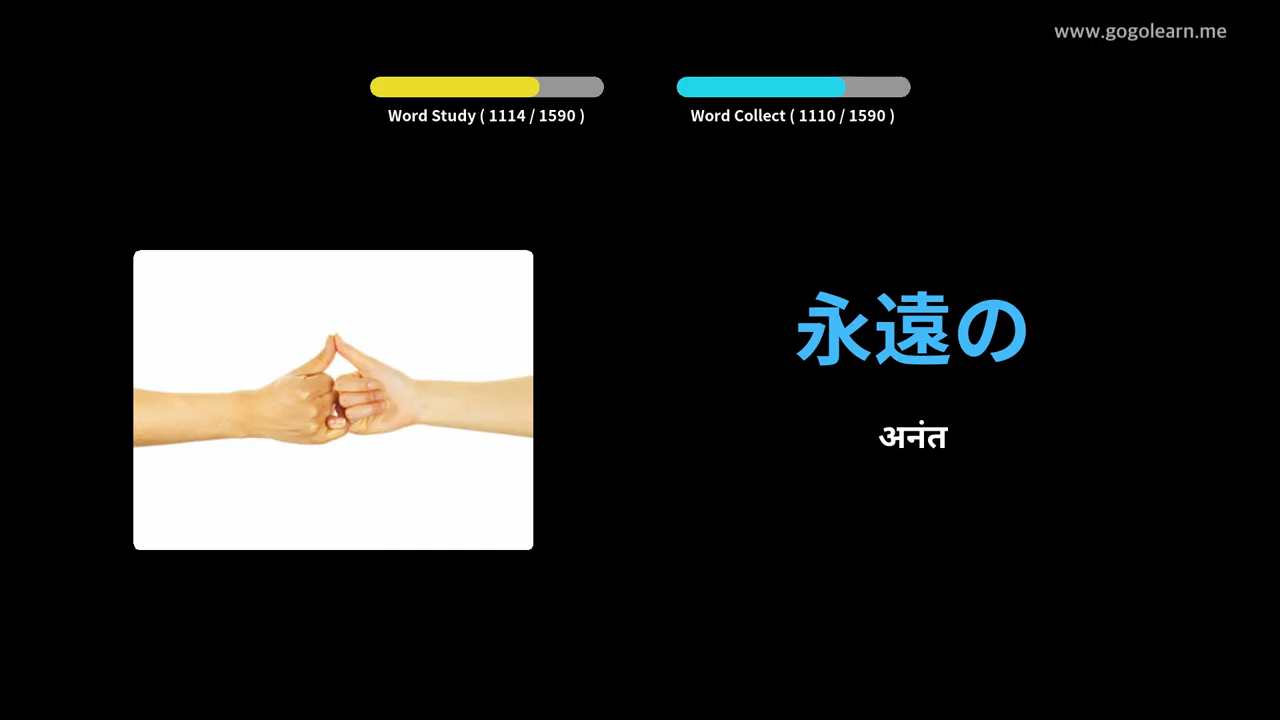 www.gogolearn.me
Word Study ( 1114 / 1590 )
Word Collect ( 1110 / 1590 )
永遠の
अनंत